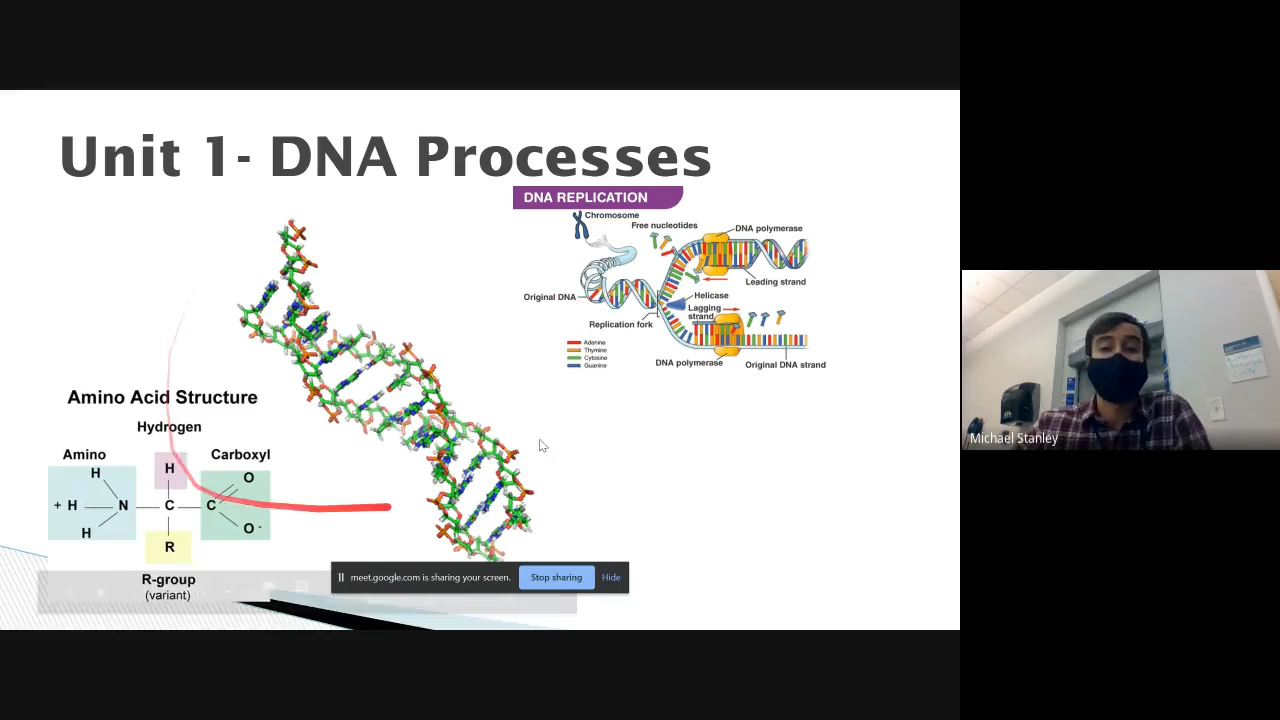 Unit 1- DNA Processes
DNA REPLICATION
Chromosome
Free nucleotides
DNA polymerase
Leading strand
Original DNA
Helicase
Lagging
strand
Replication fork
Adenine
Thymine
Cytosine
Guanine
DNA polymerase
Original DNA strand
Amino Acid Structure
Hydrogen
Amino
Carboxyl
H
H
O
+ H
N
C
C
H
O -
R
R-group
(variant)
meet.google.com is sharing your screen.
Stop sharing
Hide
Michael Stanley